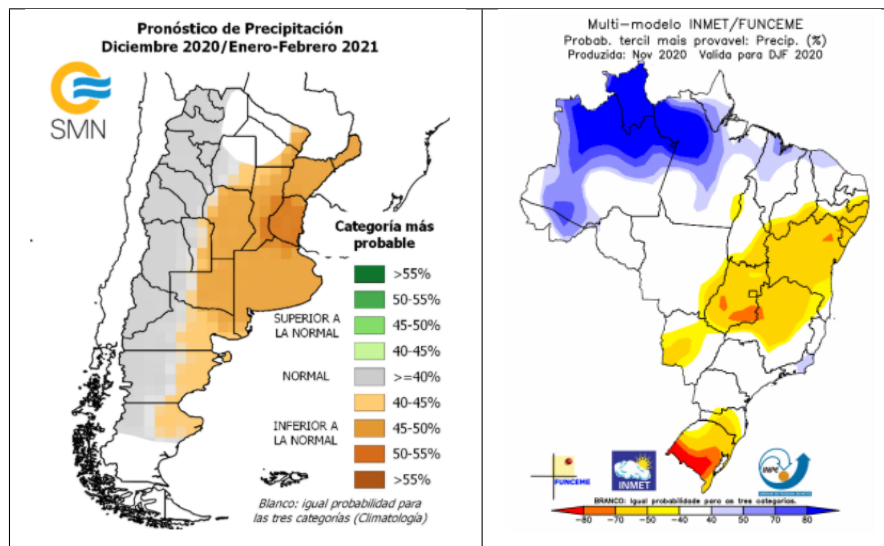 Pronóstico de Precipitación
Diciembre 2020/Enero-Febrero 2021
SMN
Categoría más
probable
>55%
50-55%
SUPERIOR A
LA NORMAL
45-50%
40-45%
NORMAL
>=40%
40-45%
INFERIOR A
LA NORMAL
45-50%
50-55%
>55%
Blanco: igual probabilidad para
las tres categorías (Climatología)
Multi-modelo INMET/FUNCEME
Probab. tercil mais provavel: Precip. (%)
Produzida: Nov 2020 Valida para DJF 2020
FUNCEME
INMET
INPE
BRANCO: Igual probabilidade para as tres categorias.
-80 -70 -50 -40 40 50 70 80